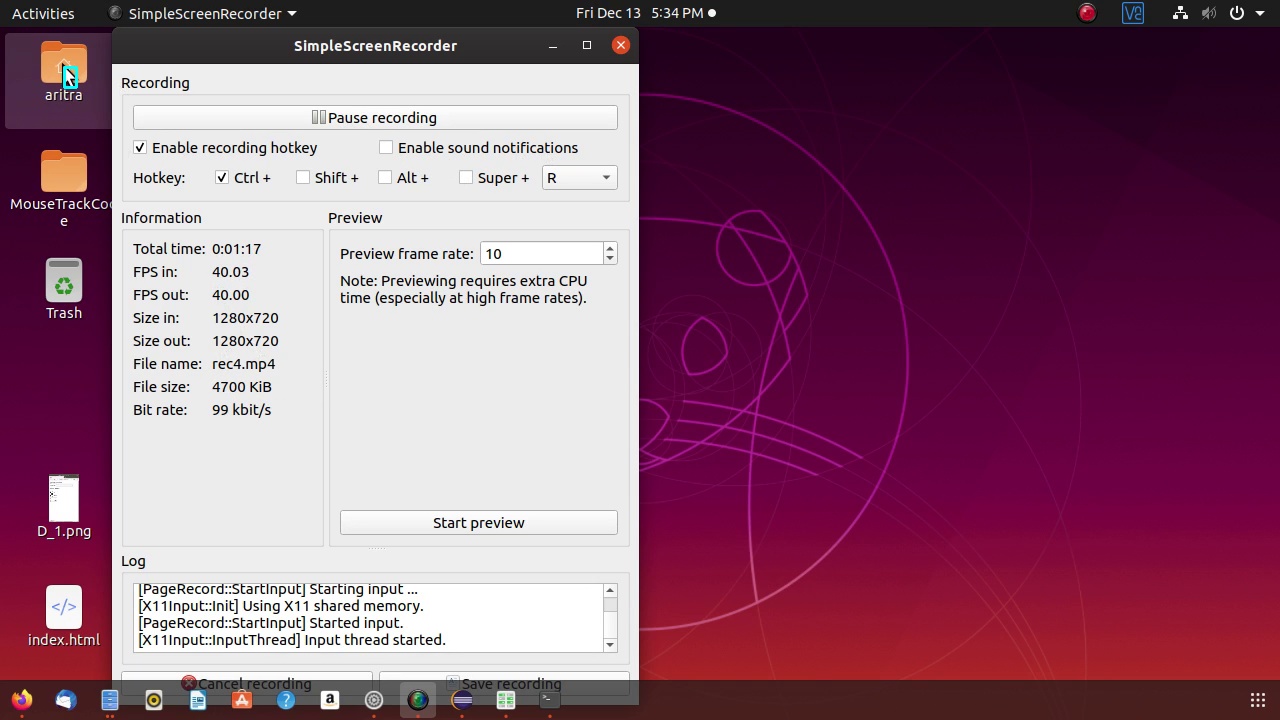 Activities
SimpleScreenRecorder
Fri Dec 13 5:34 PM
aritra
MouseTrackCod
e
Trash
D_1.png
index.html
SimpleScreenRecorder
Recording
Pause recording
Enable recording hotkey
Enable sound notifications
Hotkey:
Ctrl +
Shift +
Alt +
Super +
R
Information
Total time: 0:01:17
FPS in: 40.03
FPS out: 40.00
Size in: 1280x720
Size out: 1280x720
File name: rec4.mp4
File size: 4700 KiB
Bit rate: 99 kbit/s
Preview
Preview frame rate: 10
Note: Previewing requires extra CPU
time (especially at high frame rates).
Start preview
Log
[PageRecord::StartInput] Starting input ...
[X11Input::Init] Using X11 shared memory.
[PageRecord::StartInput] Started input.
[X11Input::InputThread] Input thread started.
Cancel recording
Save recording